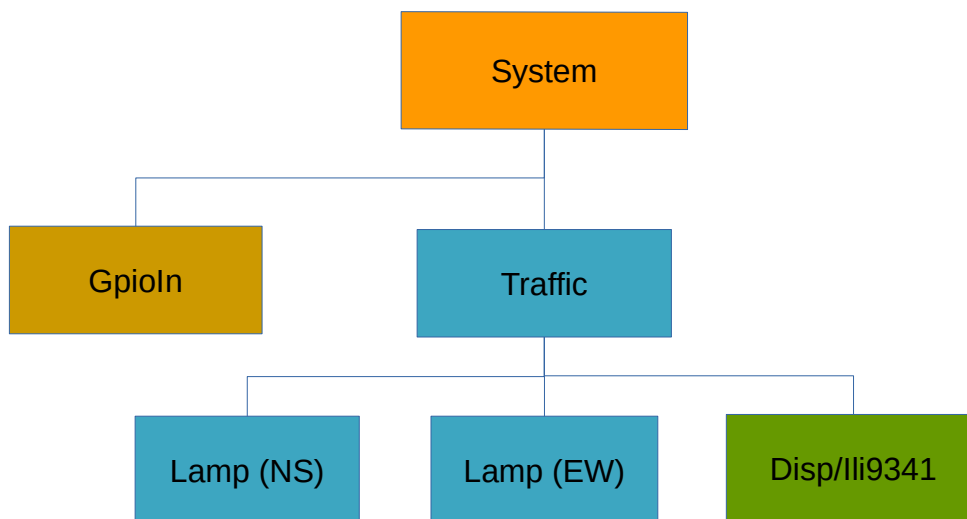 System
GpioIn
Traffic
Lamp (NS)
Lamp (EW)
Disp/Ili9341